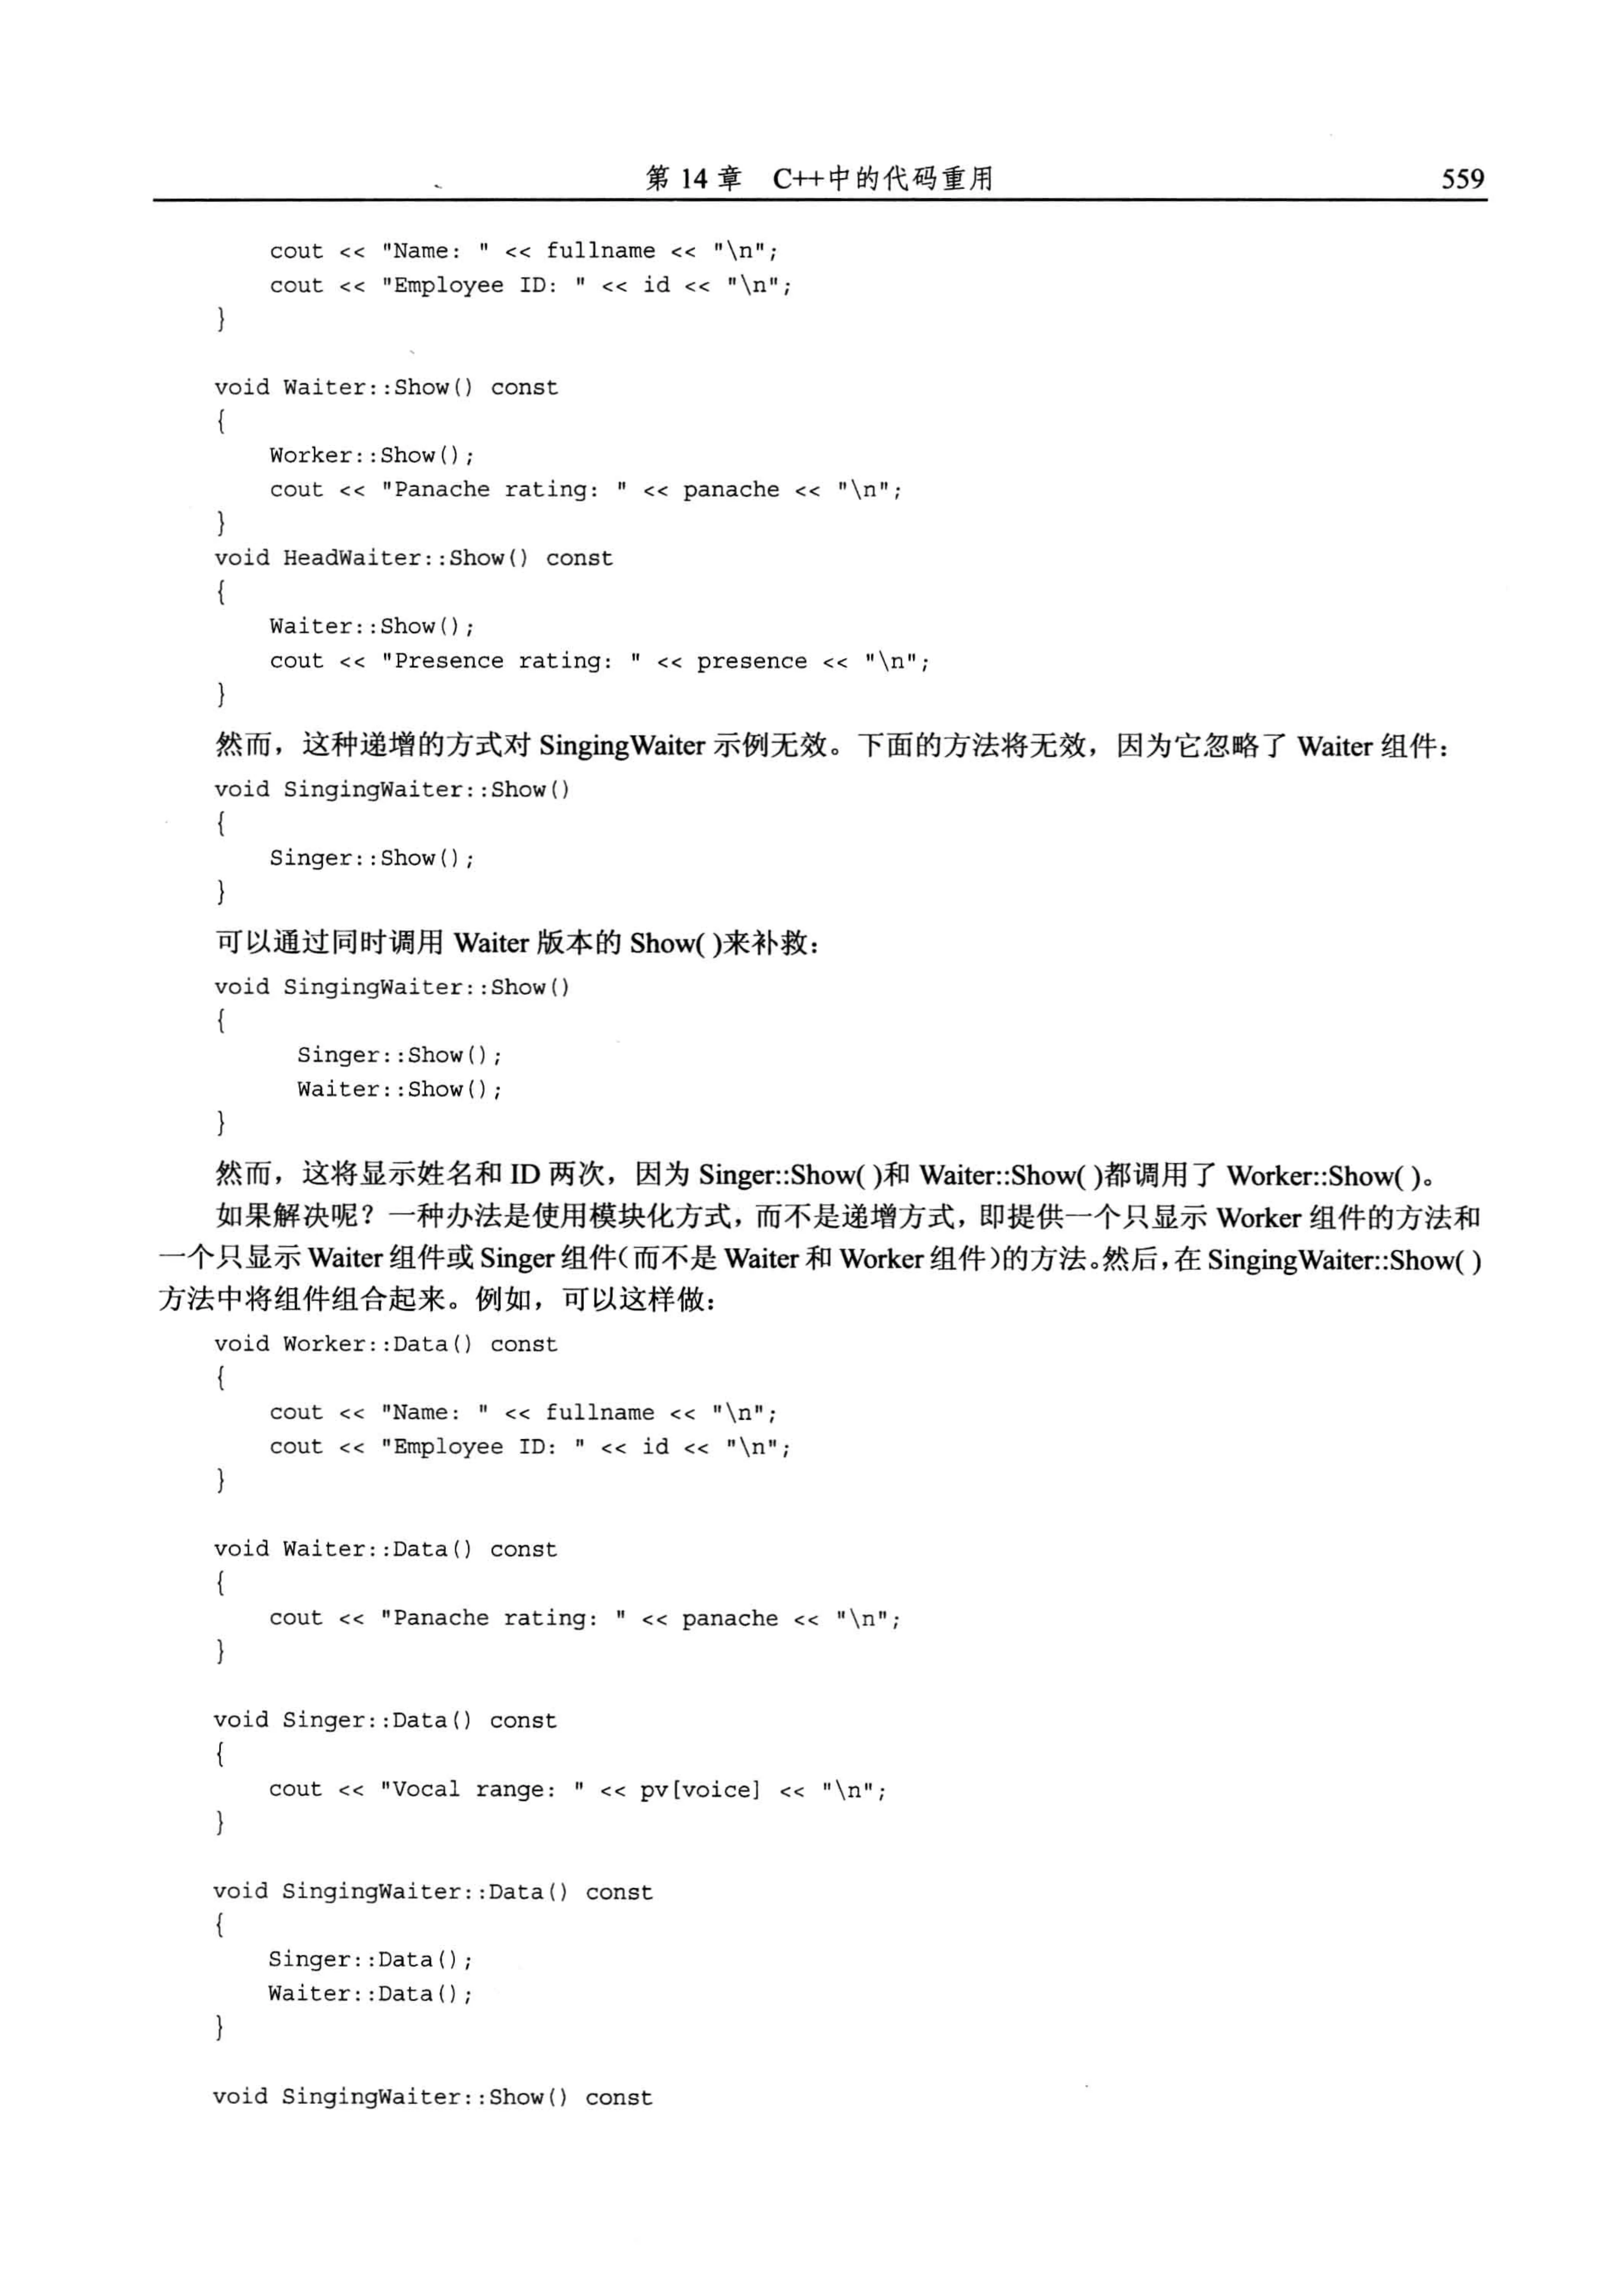 第 14 章 C++中的代码重用 559
cout << "Name: " << fullname << "\n";
cout << "Employee ID: " << id << "\n";
}
void Waiter::Show() const
{
Worker::Show();
cout << "Panache rating: " << panache << "\n";
}
void HeadWaiter::Show() const
{
Waiter::Show();
cout << "Presence rating: " << presence << "\n";
}
然而，这种递增的方式对 SingingWaiter 示例无效。下面的方法将无效，因为它忽略了 Waiter 组件：
void SingingWaiter::Show()
{
Singer::Show();
}
可以通过同时调用 Waiter 版本的 Show( )来补救：
void SingingWaiter::Show()
{
Singer::Show();
Waiter::Show();
}
然而，这将显示姓名和 ID 两次，因为 Singer::Show( )和 Waiter::Show( )都调用了 Worker::Show( )。
如果解决呢？一种办法是使用模块化方式，而不是递增方式，即提供一个只显示 Worker 组件的方法和
一个只显示 Waiter 组件或 Singer 组件（而不是 Waiter 和 Worker 组件）的方法。然后，在 SingingWaiter::Show( )
方法中将组件组合起来。例如，可以这样做：
void Worker::Data() const
{
cout << "Name: " << fullname << "\n";
cout << "Employee ID: " << id << "\n";
}
void Waiter::Data() const
{
cout << "Panache rating: " << panache << "\n";
}
void Singer::Data() const
{
cout << "Vocal range: " << pv[voice] << "\n";
}
void SingingWaiter::Data() const
{
Singer::Data();
Waiter::Data();
}
void SingingWaiter::Show() const